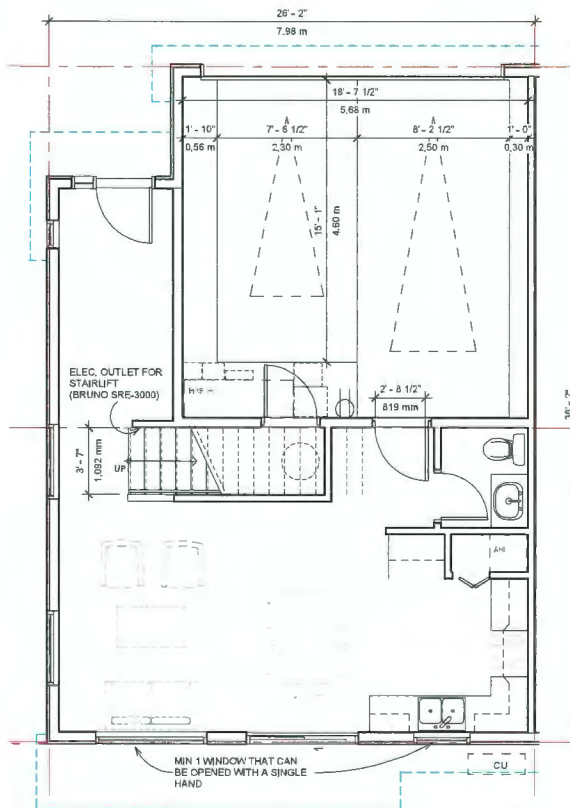 26' - 2"
7.98 m
18' - 7 1/2"
5.68 m
1' - 10"
7' - 6 1/2"
8' - 2 1/2"
1' - 0"
0.56 m
2.30 m
2.50 m
0.30 m
15' - 1"
4.60 m
ELEC. OUTLET FOR
STAIRLIFT
(BRUNO SRE-3000)
2' - 8 1/2"
819 mm
38' - 2"
3' - 7"
1,092 mm
UP
MIN 1 WINDOW THAT CAN
BE OPENED WITH A SINGLE
HAND
CU